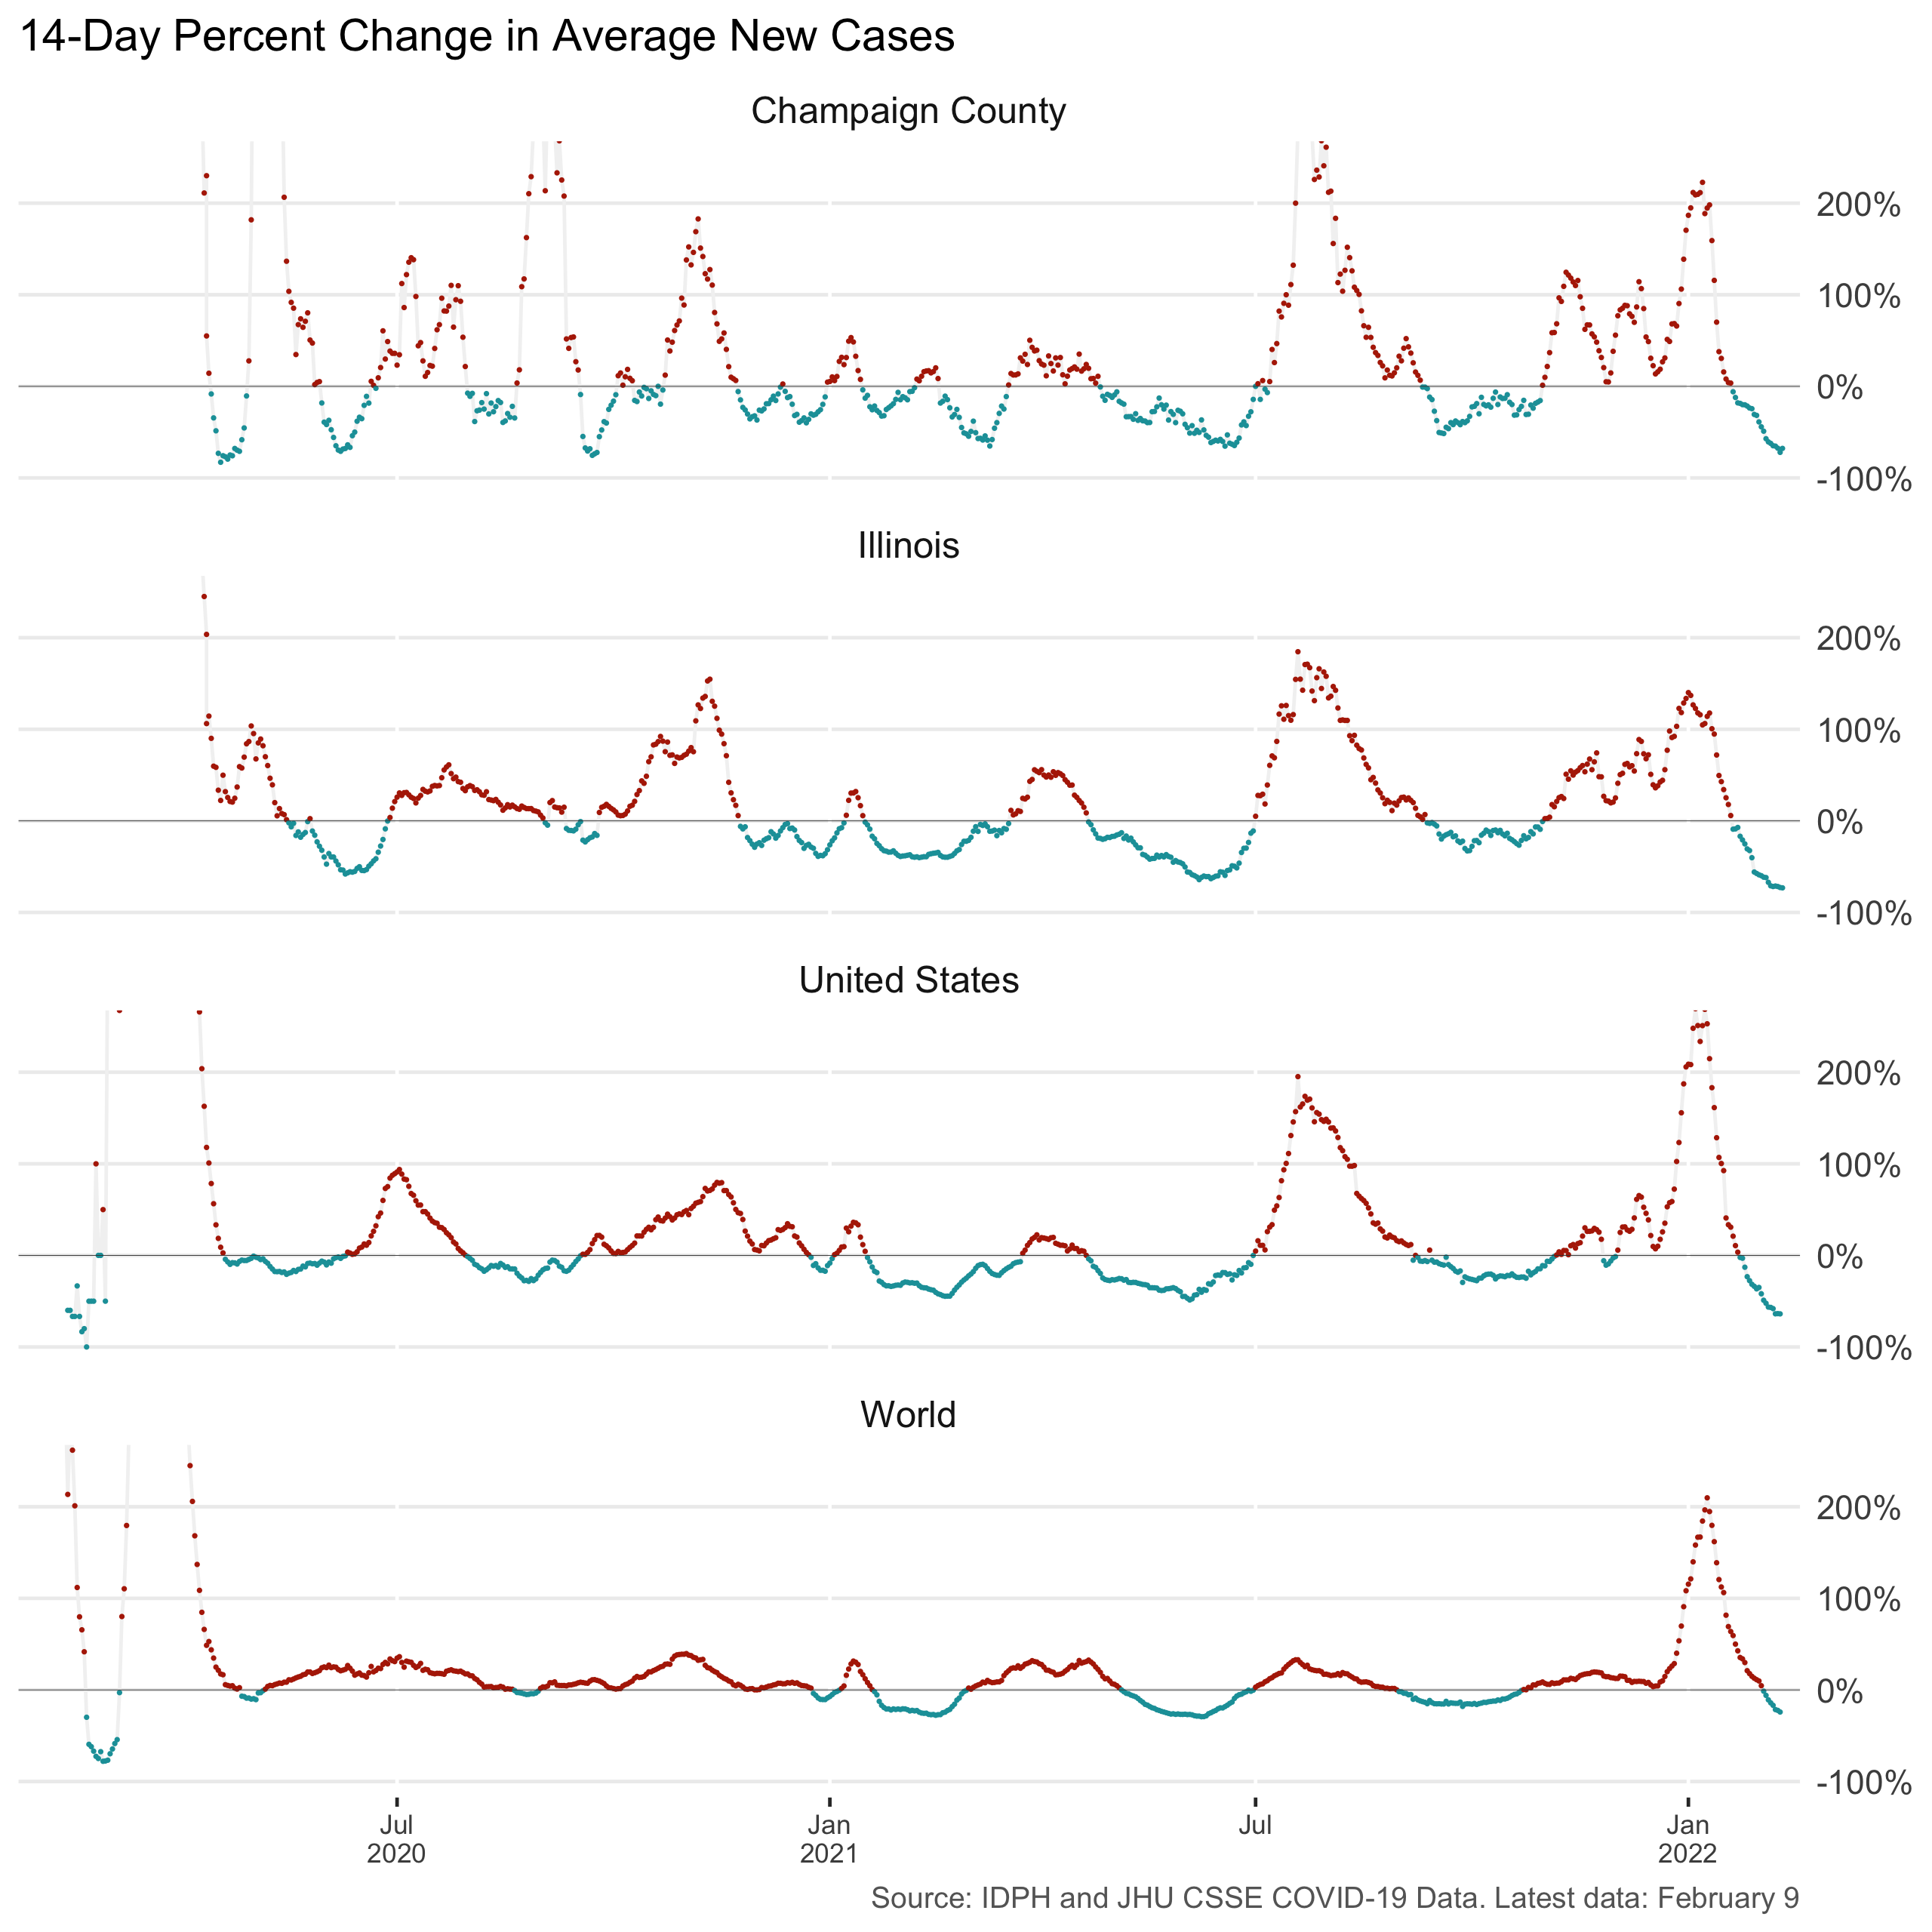 14-Day Percent Change in Average New Cases
Champaign County
200%
100%
0%
-100%
Illinois
200%
100%
0%
-100%
United States
200%
100%
0%
-100%
World
200%
100%
0%
-100%
Jul Jan Jul Jan
2020 2021 2022
Source: IDPH and JHU CSSE COVID-19 Data. Latest data: February 9